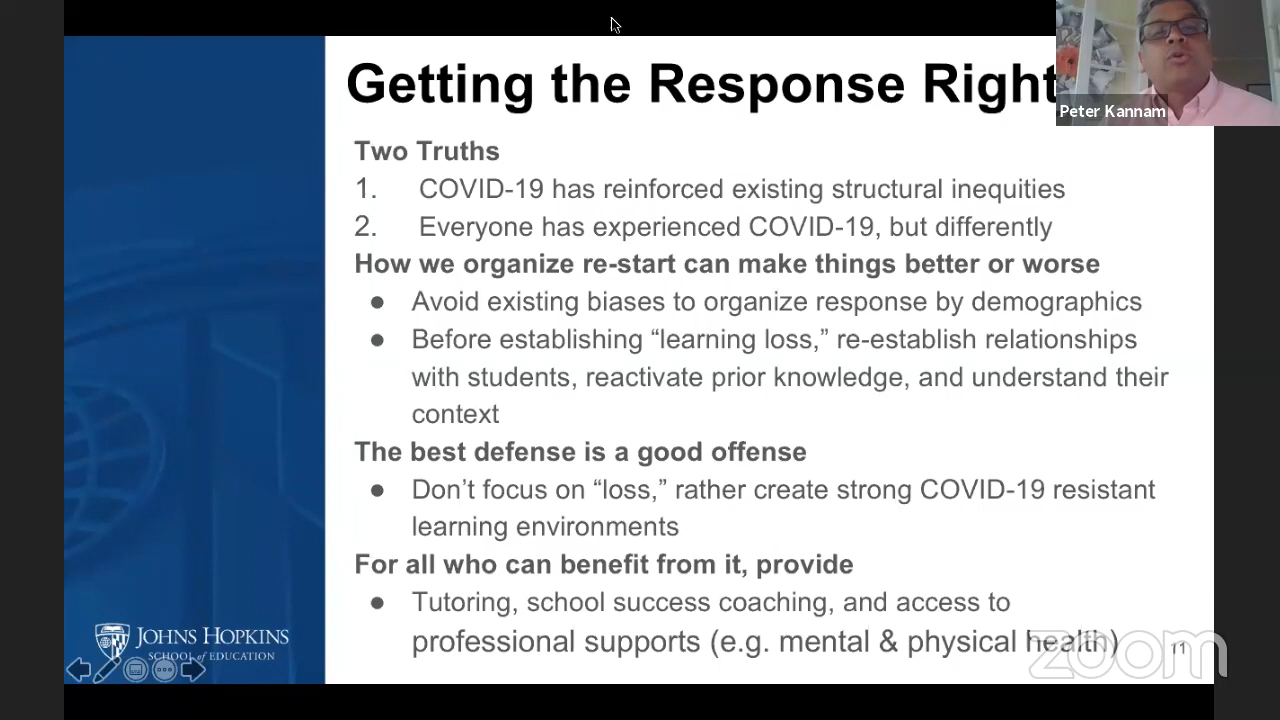 Getting the Response Right
Peter Kannam
Two Truths
1. COVID-19 has reinforced existing structural inequities
2. Everyone has experienced COVID-19, but differently
How we organize re-start can make things better or worse
● Avoid existing biases to organize response by demographics
● Before establishing “learning loss,” re-establish relationships
with students, reactivate prior knowledge, and understand their
context
The best defense is a good offense
● Don’t focus on “loss,” rather create strong COVID-19 resistant
learning environments
For all who can benefit from it, provide
● Tutoring, school success coaching, and access to
professional supports (e.g. mental & physical health)
JOHNS HOPKINS
SCHOOL of EDUCATION
zoom
11